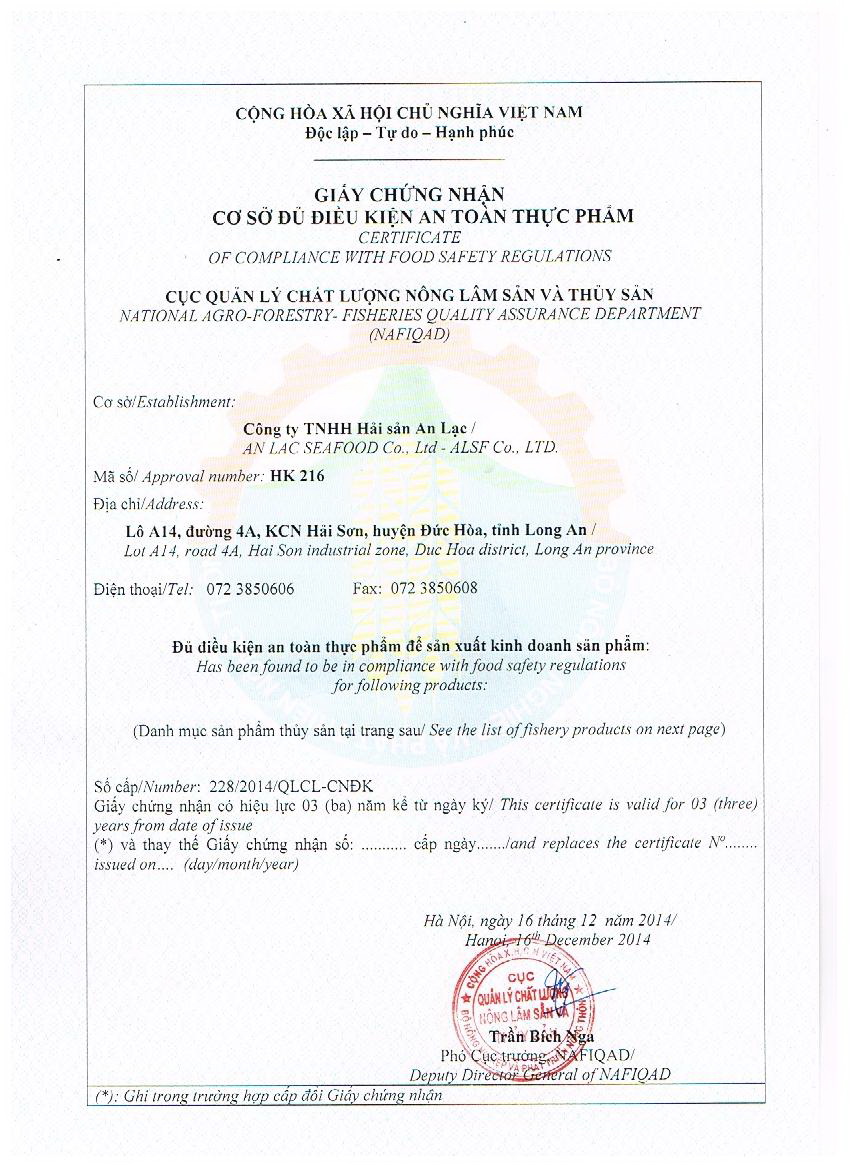 CỘNG HÒA XÃ HỘI CHỦ NGHĨA VIỆT NAM
Độc lập – Tự do – Hạnh phúc
GIẤY CHỨNG NHẬN
CƠ SỞ ĐỦ ĐIỀU KIỆN AN TOÀN THỰC PHẨM
CERTIFICATE
OF COMPLIANCE WITH FOOD SAFETY REGULATIONS
CỤC QUẢN LÝ CHẤT LƯỢNG NÔNG LÂM SẢN VÀ THỦY SẢN
NATIONAL AGRO-FORESTRY- FISHERIES QUALITY ASSURANCE DEPARTMENT
(NAFIQAD)
Cơ sở/Establishment:
Công ty TNHH Hải sản An Lạc /
AN LAC SEAFOOD Co., Ltd - ALSF Co., LTD.
Mã số/ Approval number: HK 216
Địa chỉ/Address:
Lô A14, đường 4A, KCN Hải Sơn, huyện Đức Hòa, tỉnh Long An /
Lot A14, road 4A, Hai Son industrial zone, Duc Hoa district, Long An province
Điện thoại/Tel: 072 3850606 Fax: 072 3850608
Đủ điều kiện an toàn thực phẩm để sản xuất kinh doanh sản phẩm:
Has been found to be in compliance with food safety regulations
for following products:
(Danh mục sản phẩm thủy sản tại trang sau/ See the list of fishery products on next page)
Số cấp/Number: 228/2014/QLCL-CNĐK
Giấy chứng nhận có hiệu lực 03 (ba) năm kể từ ngày ký/ This certificate is valid for 03 (three)
years from date of issue
(*) và thay thế Giấy chứng nhận số: ........... cấp ngày......./and replaces the certificate Nº........
issued on.... (day/month/year)
Hà Nội, ngày 16 tháng 12 năm 2014/
Hanoi, 16th December 2014
CỘNG HÒA X.H.C.N VIỆT NAM
CỤC
QUẢN LÝ CHẤT LƯỢNG
NÔNG LÂM SẢN VÀ
Trần Bích Nga
Phó Cục trưởng, NAFIQAD/
Deputy Director General of NAFIQAD
(*): Ghi trong trường hợp cấp đổi Giấy chứng nhận